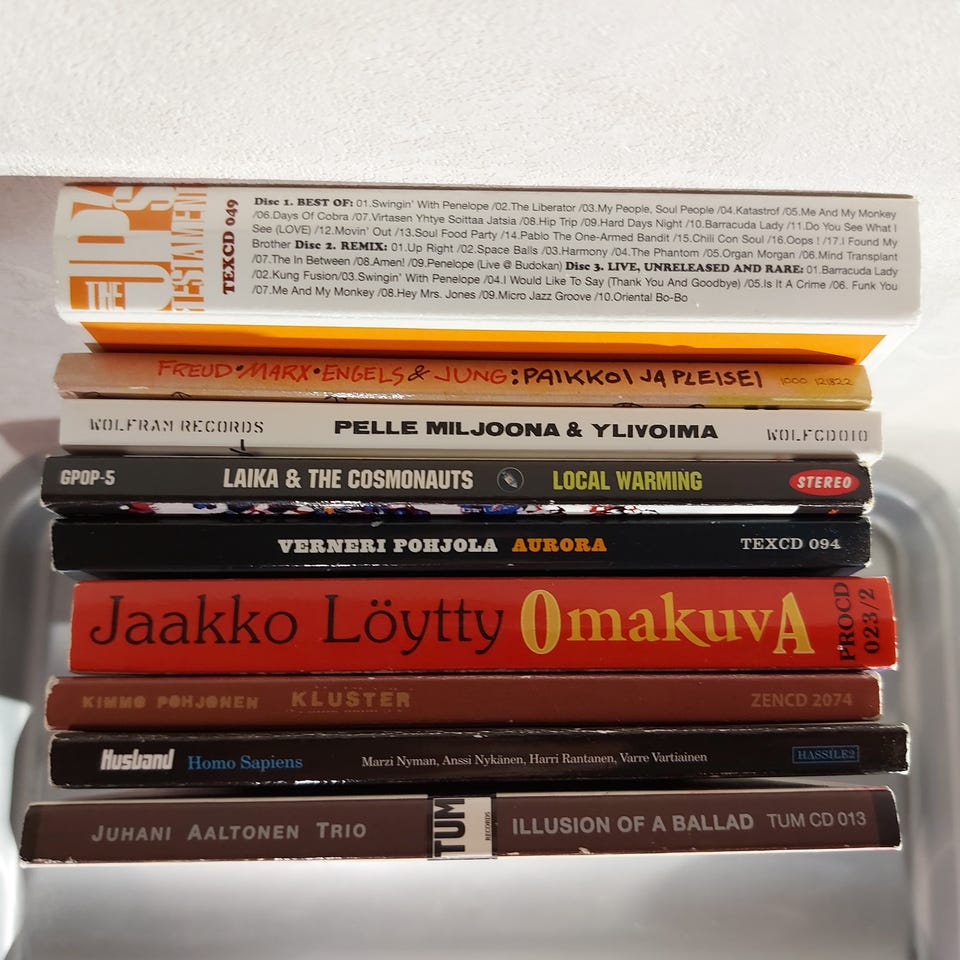 THE UPS
TESTAMENT
TEXCD 049
Disc 1. BEST OF: 01.Swingin' With Penelope /02.The Liberator /03.My People, Soul People /04.Katastrof /05.Me And My Monkey
/06.Days Of Cobra /07.Virtasen Yhtye Soittaa Jatsia /08.Hip Trip /09.Hard Days Night /10.Barracuda Lady /11.Do You See What I
See (LOVE) /12.Movin' Out /13.Soul Food Party /14.Pablo The One-Armed Bandit /15.Chili Con Soul /16.Oops ! /17.I Found My
Brother Disc 2. REMIX: 01.Up Right /02.Space Balls /03.Harmony /04.The Phantom /05.Organ Morgan /06.Mind Transplant
/07.The In Between /08.Amen! /09.Penelope (Live @ Budokan) Disc 3. LIVE, UNRELEASED AND RARE: 01.Barracuda Lady
/02.Kung Fusion/03.Swingin' With Penelope /04.I Would Like To Say (Thank You And Goodbye) /05.Is It A Crime /06. Funk You
/07.Me And My Monkey /08.Hey Mrs. Jones /09.Micro Jazz Groove /10.Oriental Bo-Bo
FREUD•MARX•ENGELS & JUNG: PAIKKOI JA PLEISEI 1000 121822
WOLFRAM RECORDS PELLE MILJOONA & YLIVOIMA WOLFCD010
GPOP-5 LAIKA & THE COSMONAUTS LOCAL WARMING STEREO
VERNERI POHJOLA AURORA TEXCD 094
Jaakko Löytty OmakuvA PROCD
023/2
KIMMO POHJONEN KLUSTER ZENCD 2074
Husband Homo Sapiens Marzi Nyman, Anssi Nykänen, Harri Rantanen, Varre Vartiainen HASSILE2
JUHANI AALTONEN TRIO TUM RECORDS ILLUSION OF A BALLAD TUM CD 013